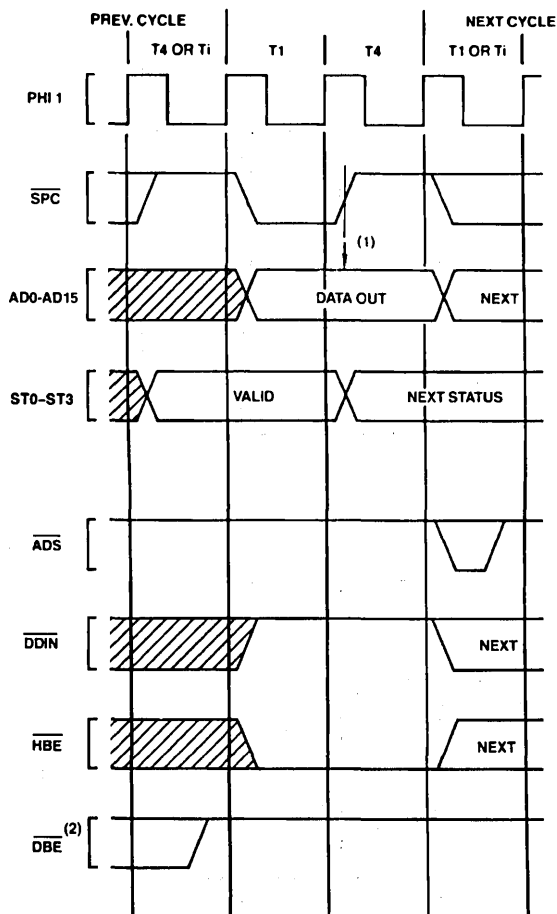 PREV. CYCLE NEXT CYCLE
T4 OR Ti T1 T4 T1 OR Ti
PHI 1
SPC
(1)
AD0-AD15 DATA OUT NEXT
ST0-ST3 VALID NEXT STATUS
ADS
DDIN NEXT
HBE NEXT
DBE (2)